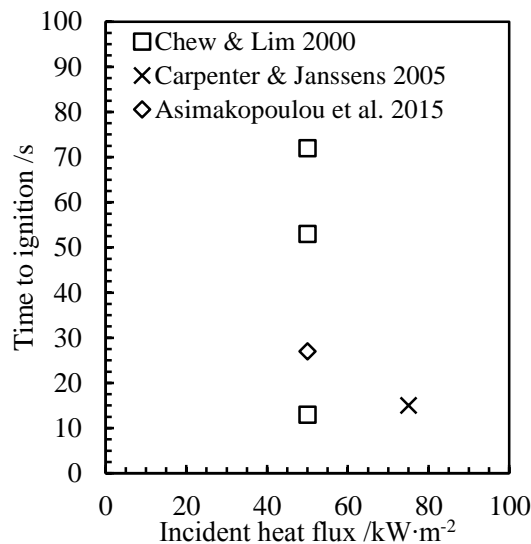 100
90
80
70
60
50
40
30
20
10
0
Time to ignition /s
Chew & Lim 2000
Carpenter & Janssens 2005
Asimakopoulou et al. 2015
0 20 40 60 80 100
Incident heat flux /kW·m⁻²